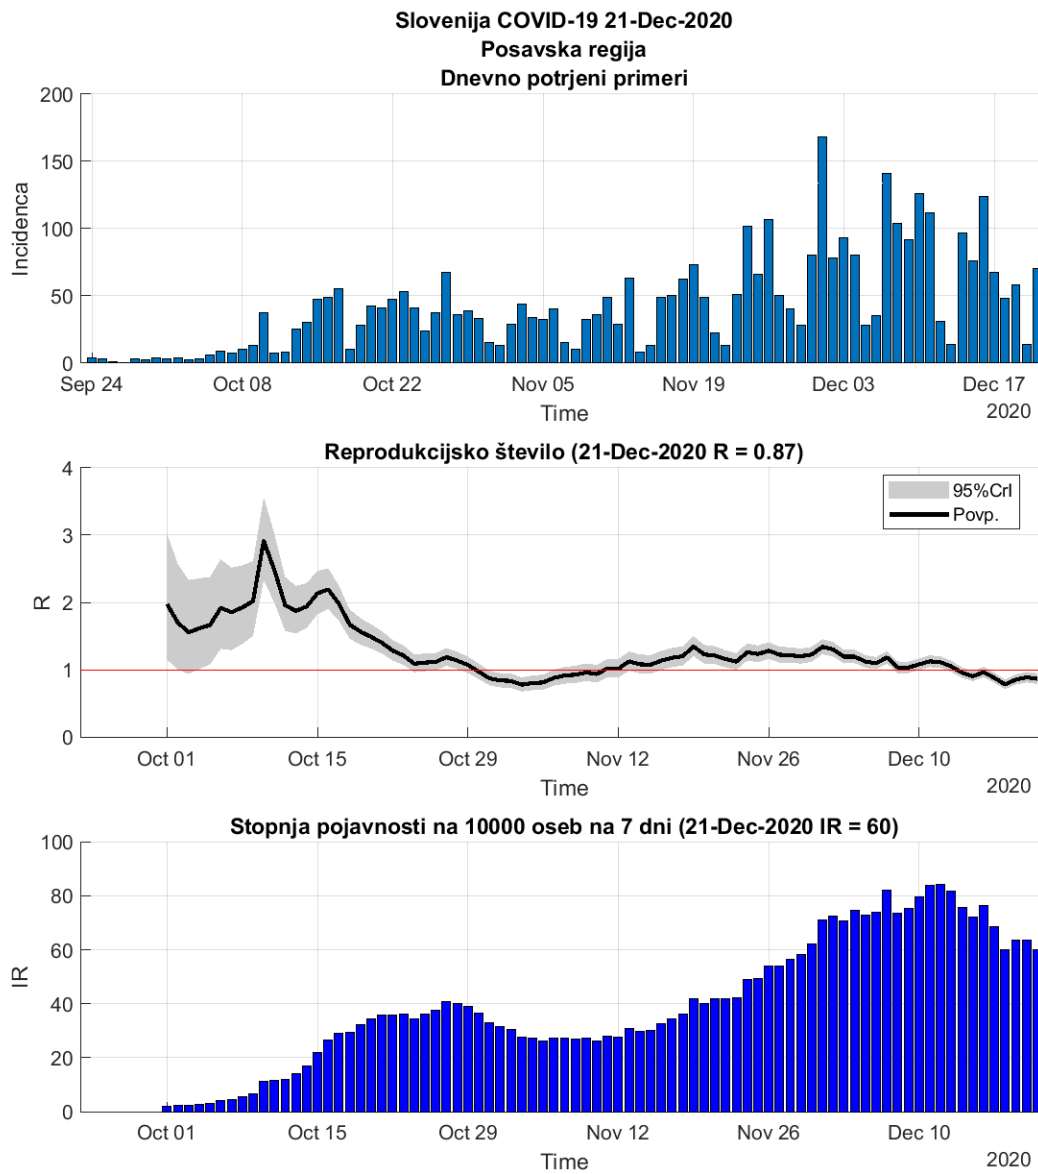 Slovenija COVID-19 21-Dec-2020
Posavska regija
Dnevno potrjeni primeri
200
150
100
50
0
Incidenca
Sep 24 Oct 08 Oct 22 Nov 05 Nov 19 Dec 03 Dec 17
Time
2020
Reprodukcijsko število (21-Dec-2020 R = 0.87)
4
3
2
1
0
R
95%CrI
Povp.
Oct 01 Oct 15 Oct 29 Nov 12 Nov 26 Dec 10
Time
2020
Stopnja pojavnosti na 10000 oseb na 7 dni (21-Dec-2020 IR = 60)
100
80
60
40
20
0
IR
Oct 01 Oct 15 Oct 29 Nov 12 Nov 26 Dec 10
Time
2020